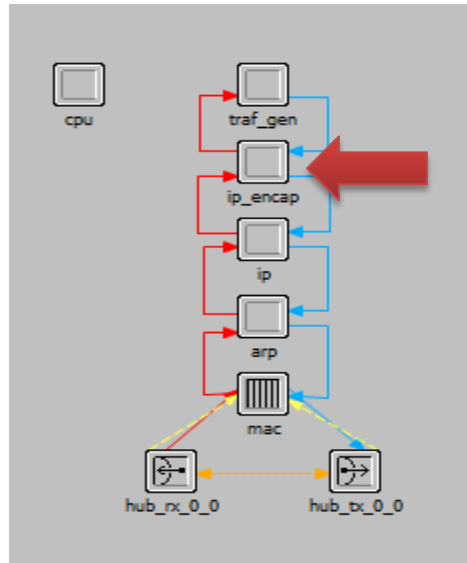 cpu
traf_gen
ip_encap
ip
arp
mac
hub_rx_0_0
hub_tx_0_0